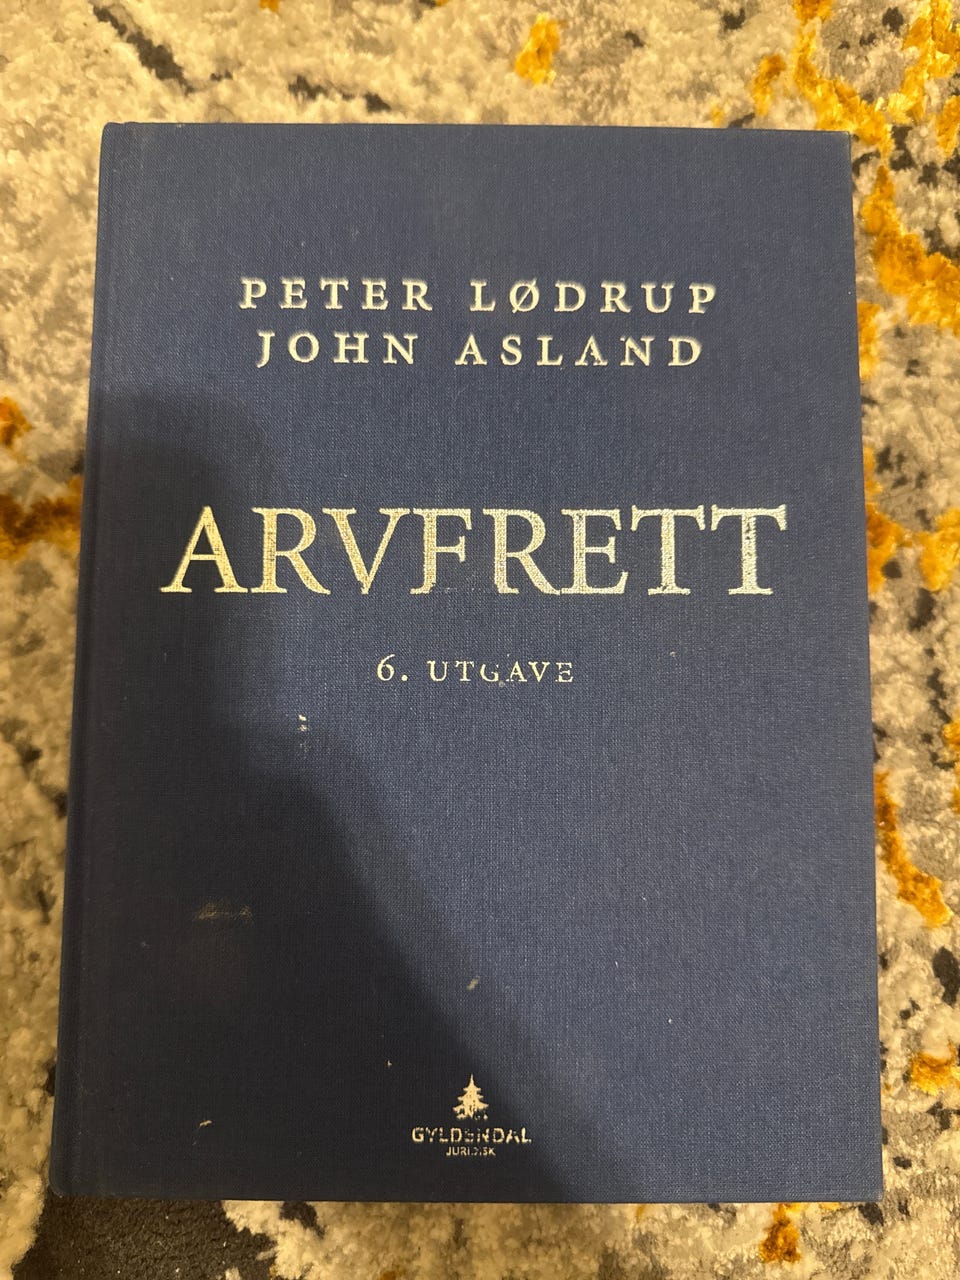 PETER LØDRUP
JOHN ASLAND
ARVERETT
6. UTGAVE
GYLDENDAL
JURIDISK